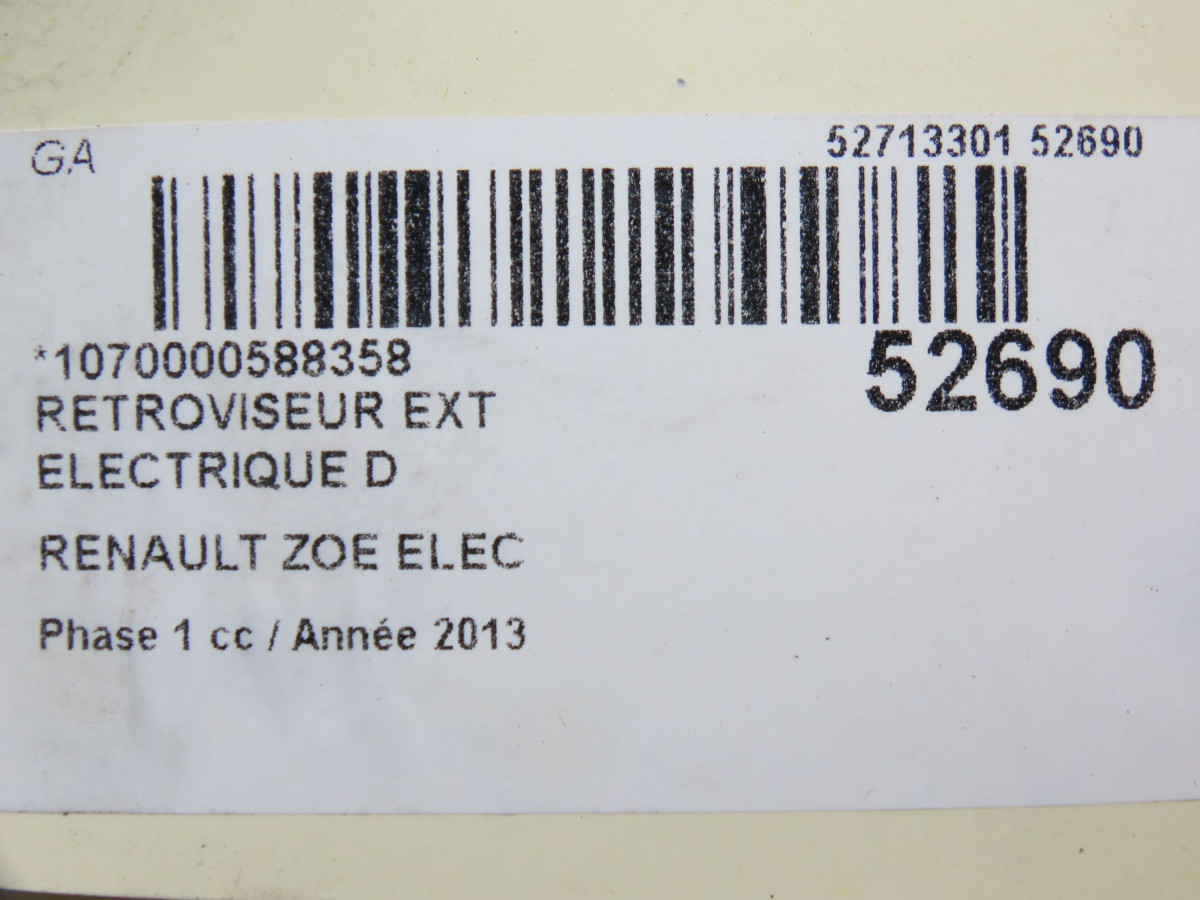 GA
52713301 52690
*1070000588358
52690
RETROVISEUR EXT
ELECTRIQUE D
RENAULT ZOE ELEC
Phase 1 cc / Année 2013